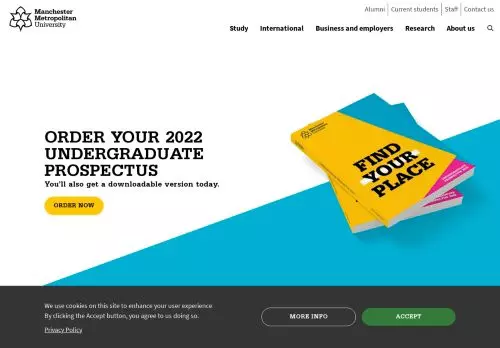 Manchester
Metropolitan
University
Alumni
Current students
Staff
Contact us
Study
International
Business and employers
Research
About us
ORDER YOUR 2022
UNDERGRADUATE
PROSPECTUS
You'll also get a downloadable version today.
ORDER NOW
Manchester
Metropolitan
University
FIND
YOUR
PLACE
We use cookies on this site to enhance your user experience
By clicking the Accept button, you agree to us doing so.
Privacy Policy
MORE INFO
ACCEPT